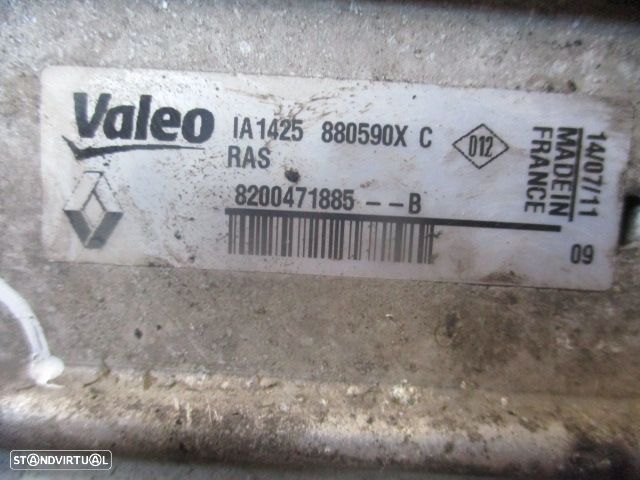 Valeo
IA1425 880590X C
RAS
8200471885 -- B
012
14/07/11
MADE IN
FRANCE
09
STANDVIRTUAL